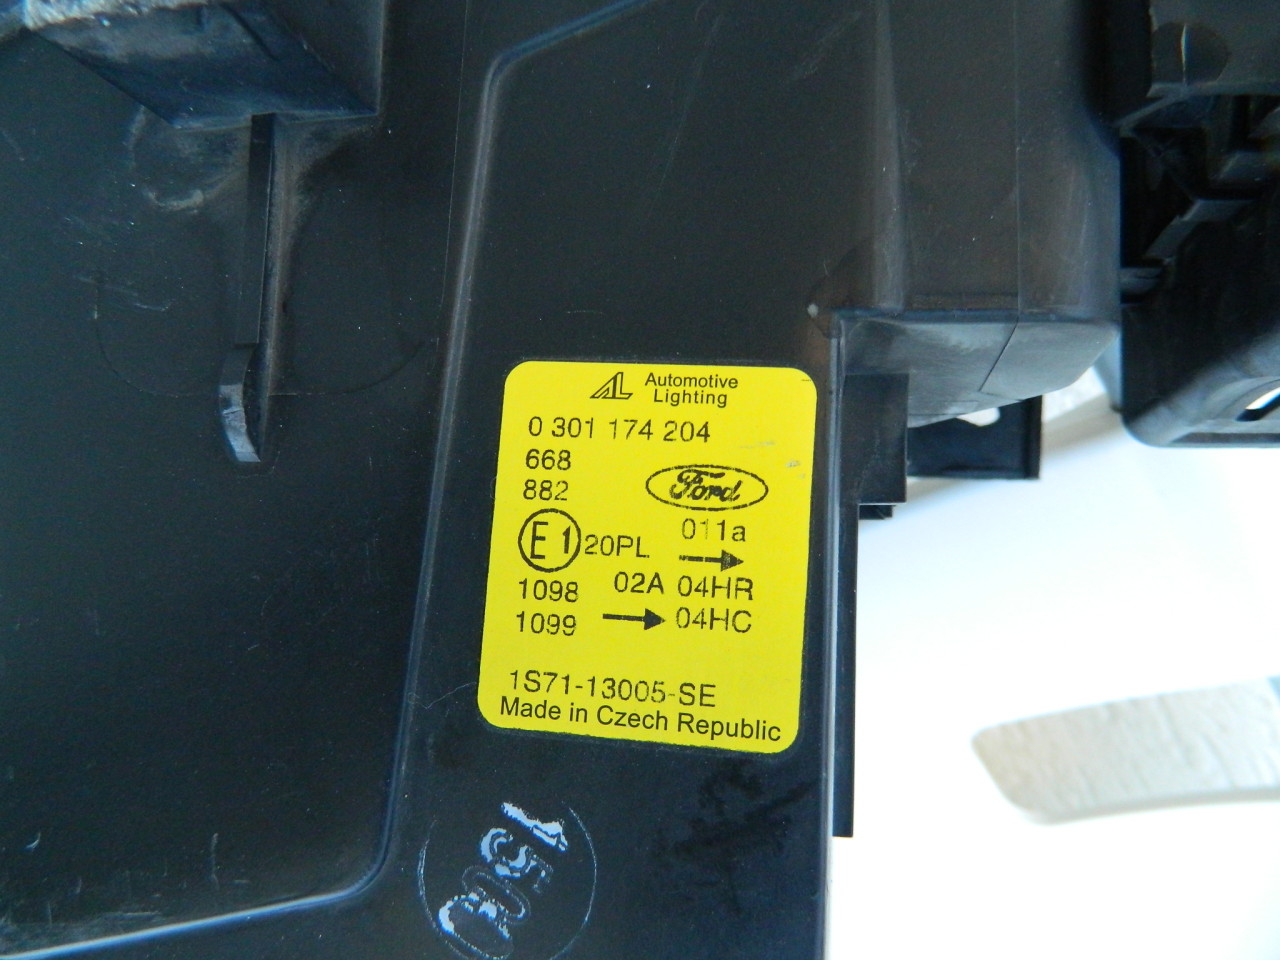 AL Automotive
Lighting
0 301 174 204
668
882
Ford
011a
E1 20PL →
1098 02A 04HR
1099 → 04HC
1S71-13005-SE
Made in Czech Republic